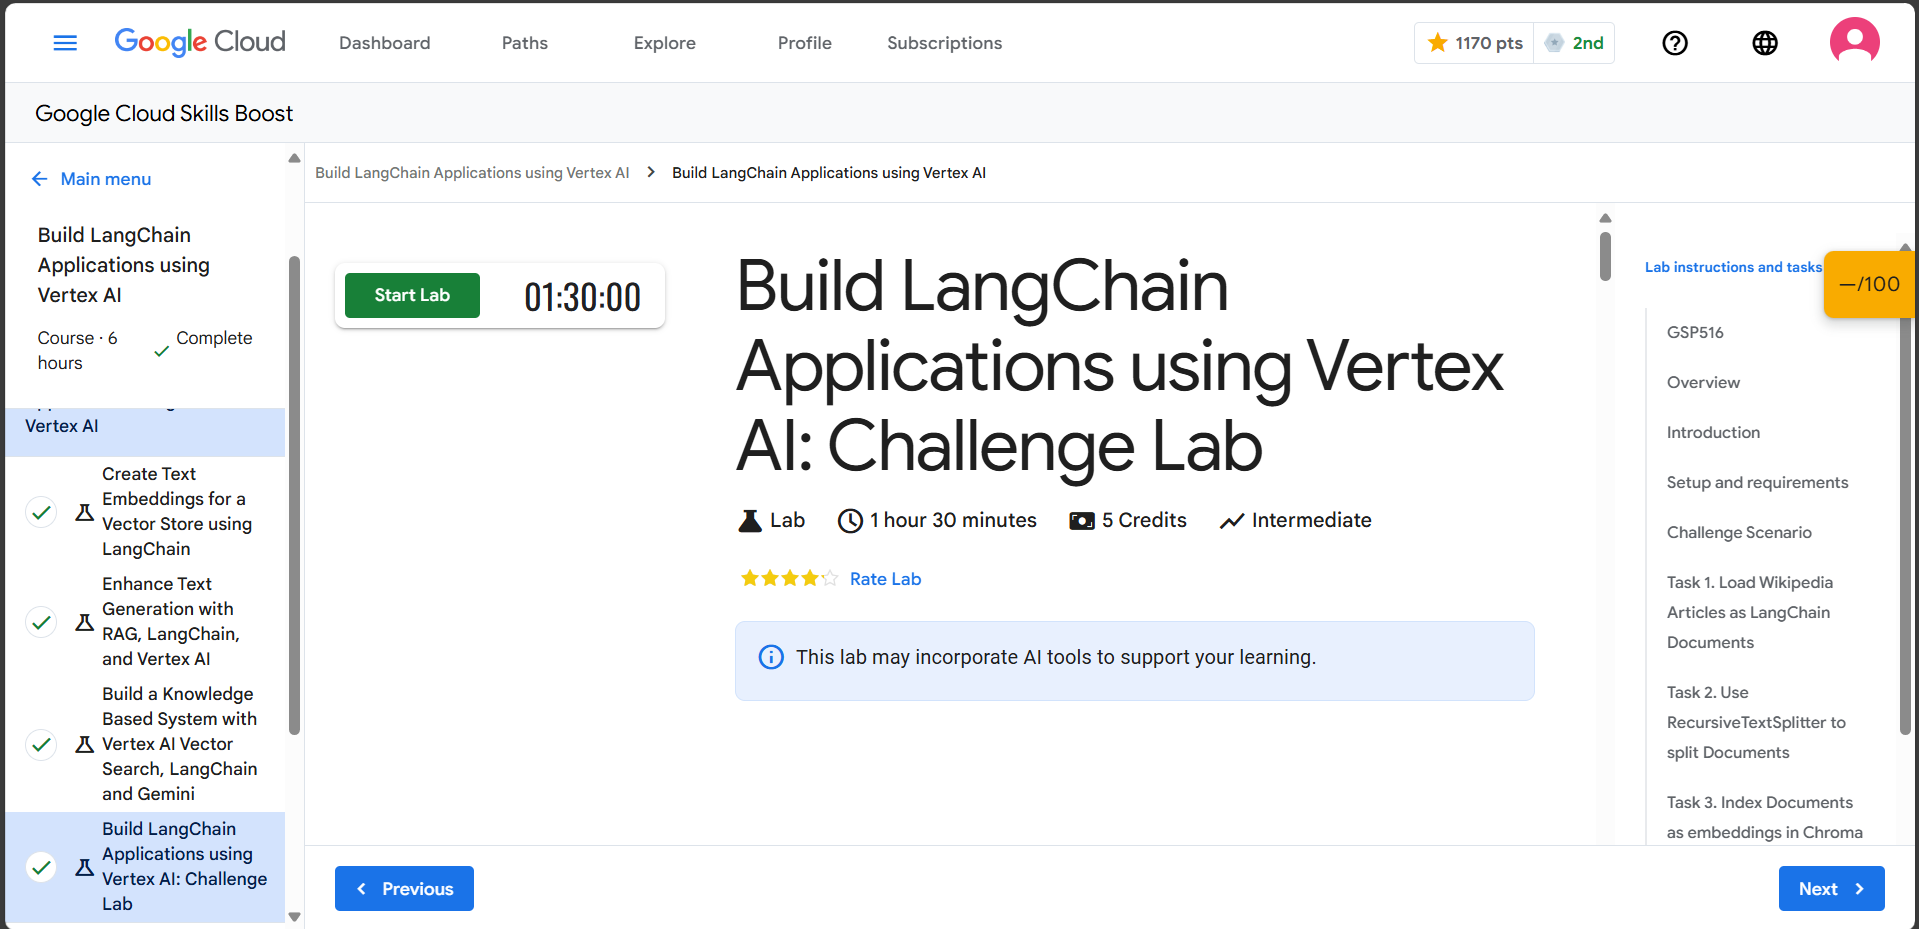 Google Cloud
Dashboard
Paths
Explore
Profile
Subscriptions
1170 pts
2nd
Google Cloud Skills Boost
Main menu
Build LangChain
Applications using
Vertex AI
Course · 6
hours
Complete
Vertex AI
Create Text
Embeddings for a
Vector Store using
LangChain
Enhance Text
Generation with
RAG, LangChain,
and Vertex AI
Build a Knowledge
Based System with
Vertex AI Vector
Search, LangChain
and Gemini
Build LangChain
Applications using
Vertex AI: Challenge
Lab
Build LangChain Applications using Vertex AI > Build LangChain Applications using Vertex AI
Start Lab
01:30:00
Build LangChain
Applications using Vertex
AI: Challenge Lab
Lab
1 hour 30 minutes
5 Credits
Intermediate
Rate Lab
This lab may incorporate AI tools to support your learning.
Previous
Next
Lab instructions and tasks
—/100
GSP516
Overview
Introduction
Setup and requirements
Challenge Scenario
Task 1. Load Wikipedia
Articles as LangChain
Documents
Task 2. Use
RecursiveTextSplitter to
split Documents
Task 3. Index Documents
as embeddings in Chroma